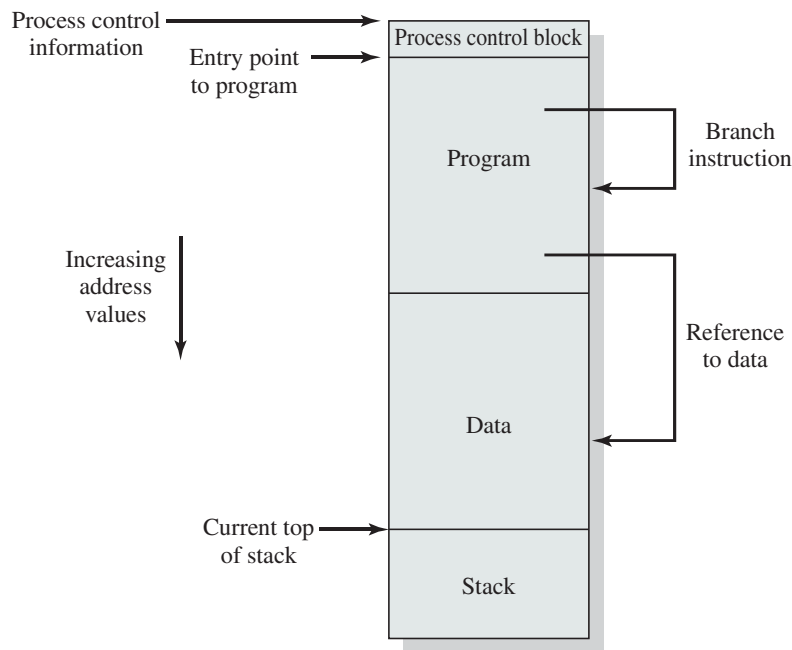 Process control
information
Process control block
Entry point
to program
Program
Branch
instruction
Increasing
address
values
Reference
to data
Data
Current top
of stack
Stack